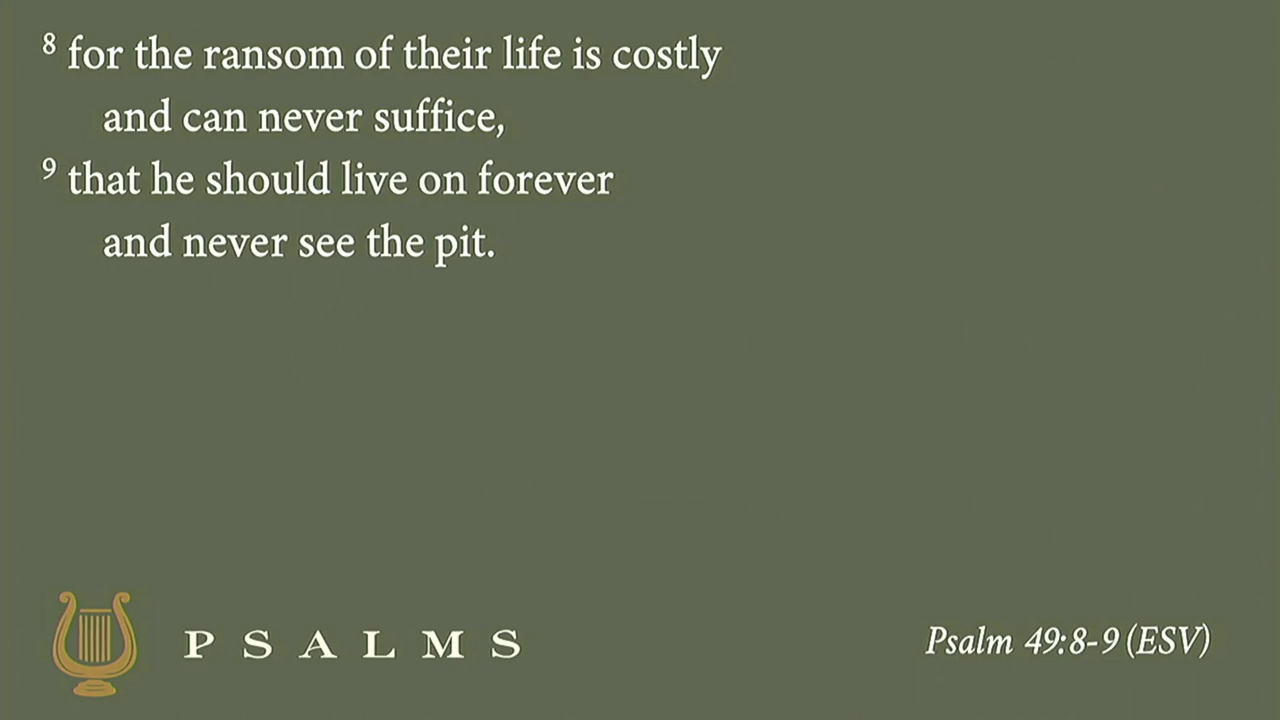 8 for the ransom of their life is costly
and can never suffice,
9 that he should live on forever
and never see the pit.
PSALMS
Psalm 49:8-9 (ESV)